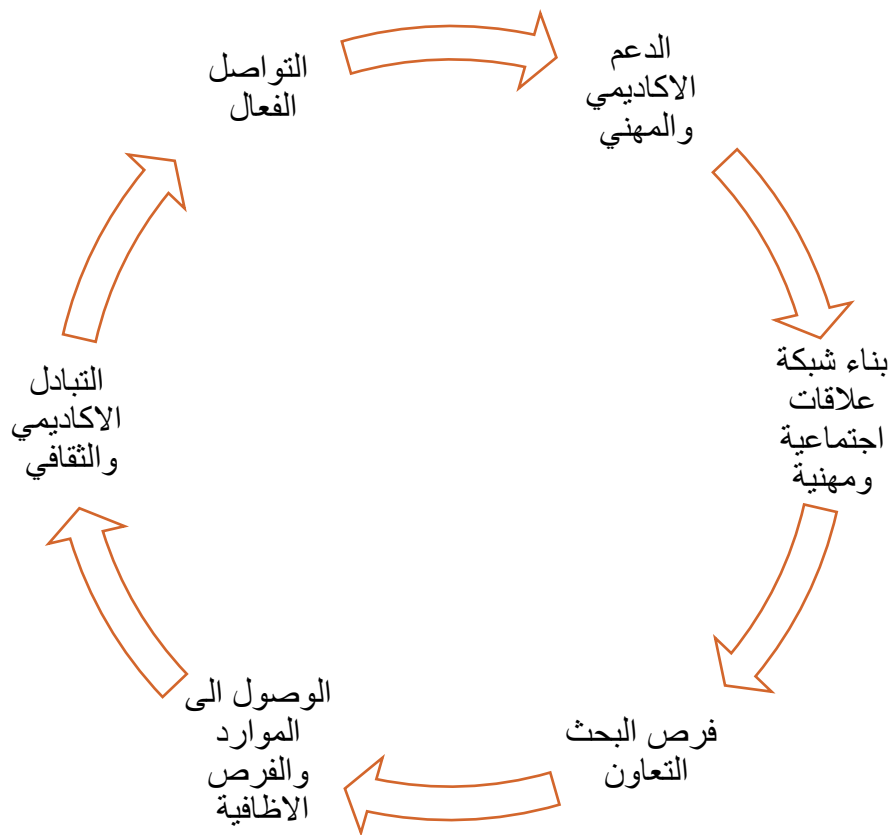 التواصل
الفعال
الدعم
الاكاديمي
والمهني
بناء شبكة
علاقات
اجتماعية
ومهنية
فرص البحث
التعاون
الوصول الى
الموارد
والفرص
الاظافية
التبادل
الاكاديمي
والثقافي